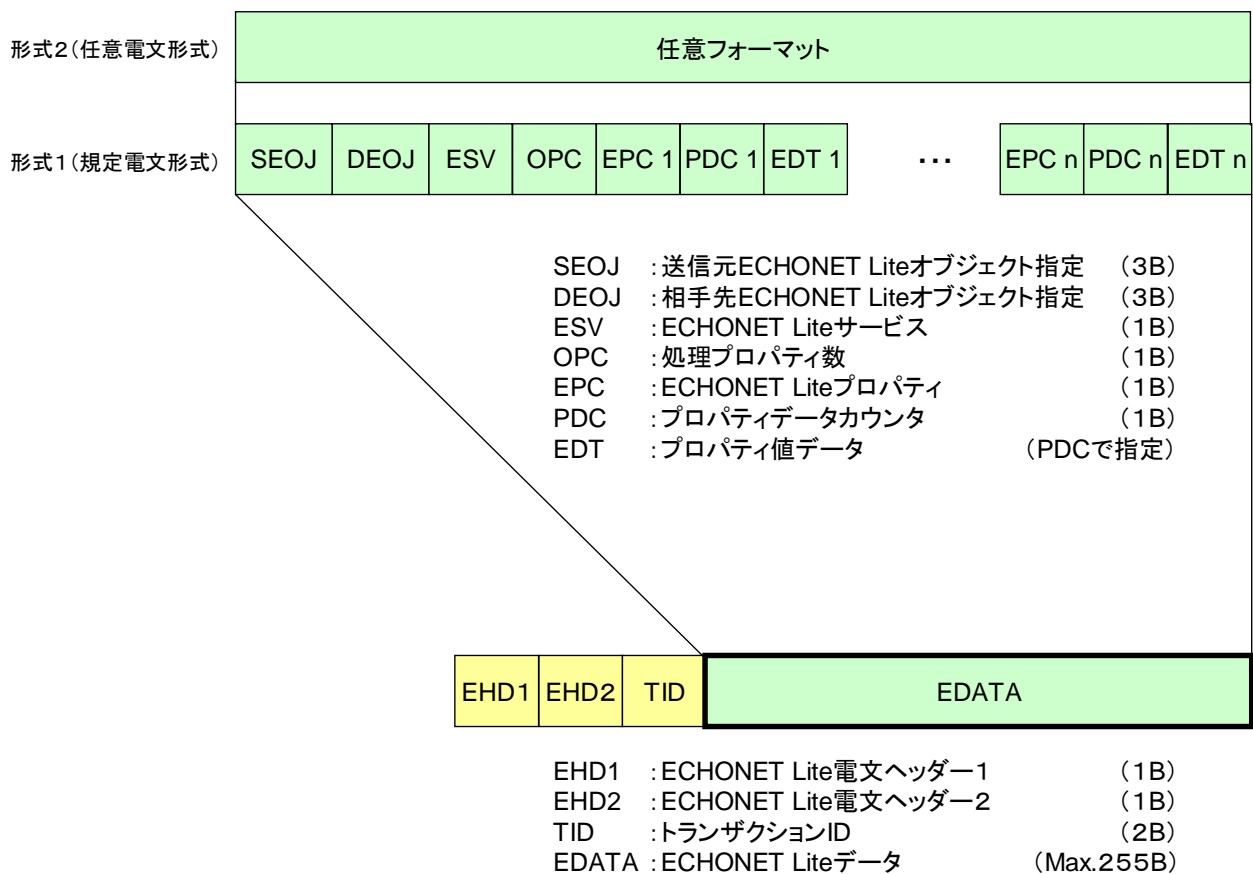 形式2(任意電文形式)
任意フォーマット
形式1(規定電文形式)
SEOJ DEOJ ESV OPC EPC 1 PDC 1 EDT 1 ・・・ EPC n PDC n EDT n
SEOJ :送信元ECHONET Liteオブジェクト指定 (3B)
DEOJ :相手先ECHONET Liteオブジェクト指定 (3B)
ESV :ECHONET Liteサービス (1B)
OPC :処理プロパティ数 (1B)
EPC :ECHONET Liteプロパティ (1B)
PDC :プロパティデータカウンタ (1B)
EDT :プロパティ値データ (PDCで指定)
EHD1 EHD2 TID EDATA
EHD1 :ECHONET Lite電文ヘッダー1 (1B)
EHD2 :ECHONET Lite電文ヘッダー2 (1B)
TID :トランザクションID (2B)
EDATA :ECHONET Liteデータ (Max.255B)